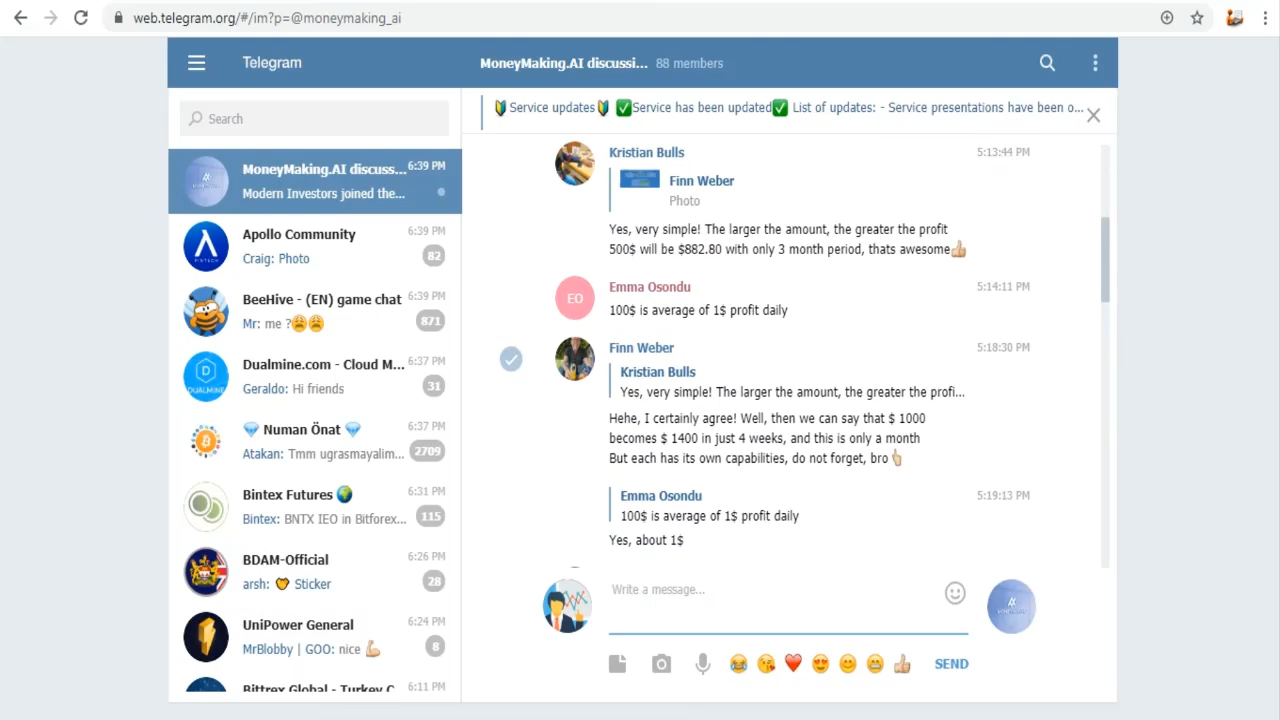 web.telegram.org/#/im?p=@moneymaking_ai
Telegram
MoneyMaking.AI discussi... 88 members
Search
🔰Service updates🔰 ✅Service has been updated✅ List of updates: - Service presentations have been o...
MoneyMaking.AI discuss... 6:39 PM
Modern Investors joined the...
Apollo Community 6:39 PM
Craig: Photo 82
BeeHive - (EN) game chat 6:39 PM
Mr: me ?😩😩 871
Dualmine.com - Cloud M... 6:37 PM
Geraldo: Hi friends 31
💎 Numan Önat 💎 6:37 PM
Atakan: Tmm ugrasmayalim... 2709
Bintex Futures 🌍 6:31 PM
Bintex: BNTX IEO in Bitforex... 115
BDAM-Official 6:26 PM
arsh: Sticker 28
UniPower General 6:24 PM
MrBlobby | GOO: nice 💪🏼 8
Bittrex Global - Turkey C 6:11 PM
Kristian Bulls 5:13:44 PM
Finn Weber
Photo
Yes, very simple! The larger the amount, the greater the profit
500$ will be $882.80 with only 3 month period, thats awesome👍🏼
EO
Emma Osondu 5:14:11 PM
100$ is average of 1$ profit daily
Finn Weber 5:18:30 PM
Kristian Bulls
Yes, very simple! The larger the amount, the greater the profi...
Hehe, I certainly agree! Well, then we can say that $ 1000
becomes $ 1400 in just 4 weeks, and this is only a month
But each has its own capabilities, do not forget, bro👆🏼
Emma Osondu 5:19:13 PM
100$ is average of 1$ profit daily
Yes, about 1$
Write a message...
😂 😘 ❤️ 😍 😊 😁 👍🏼 SEND
DUALMINE
FINTECH